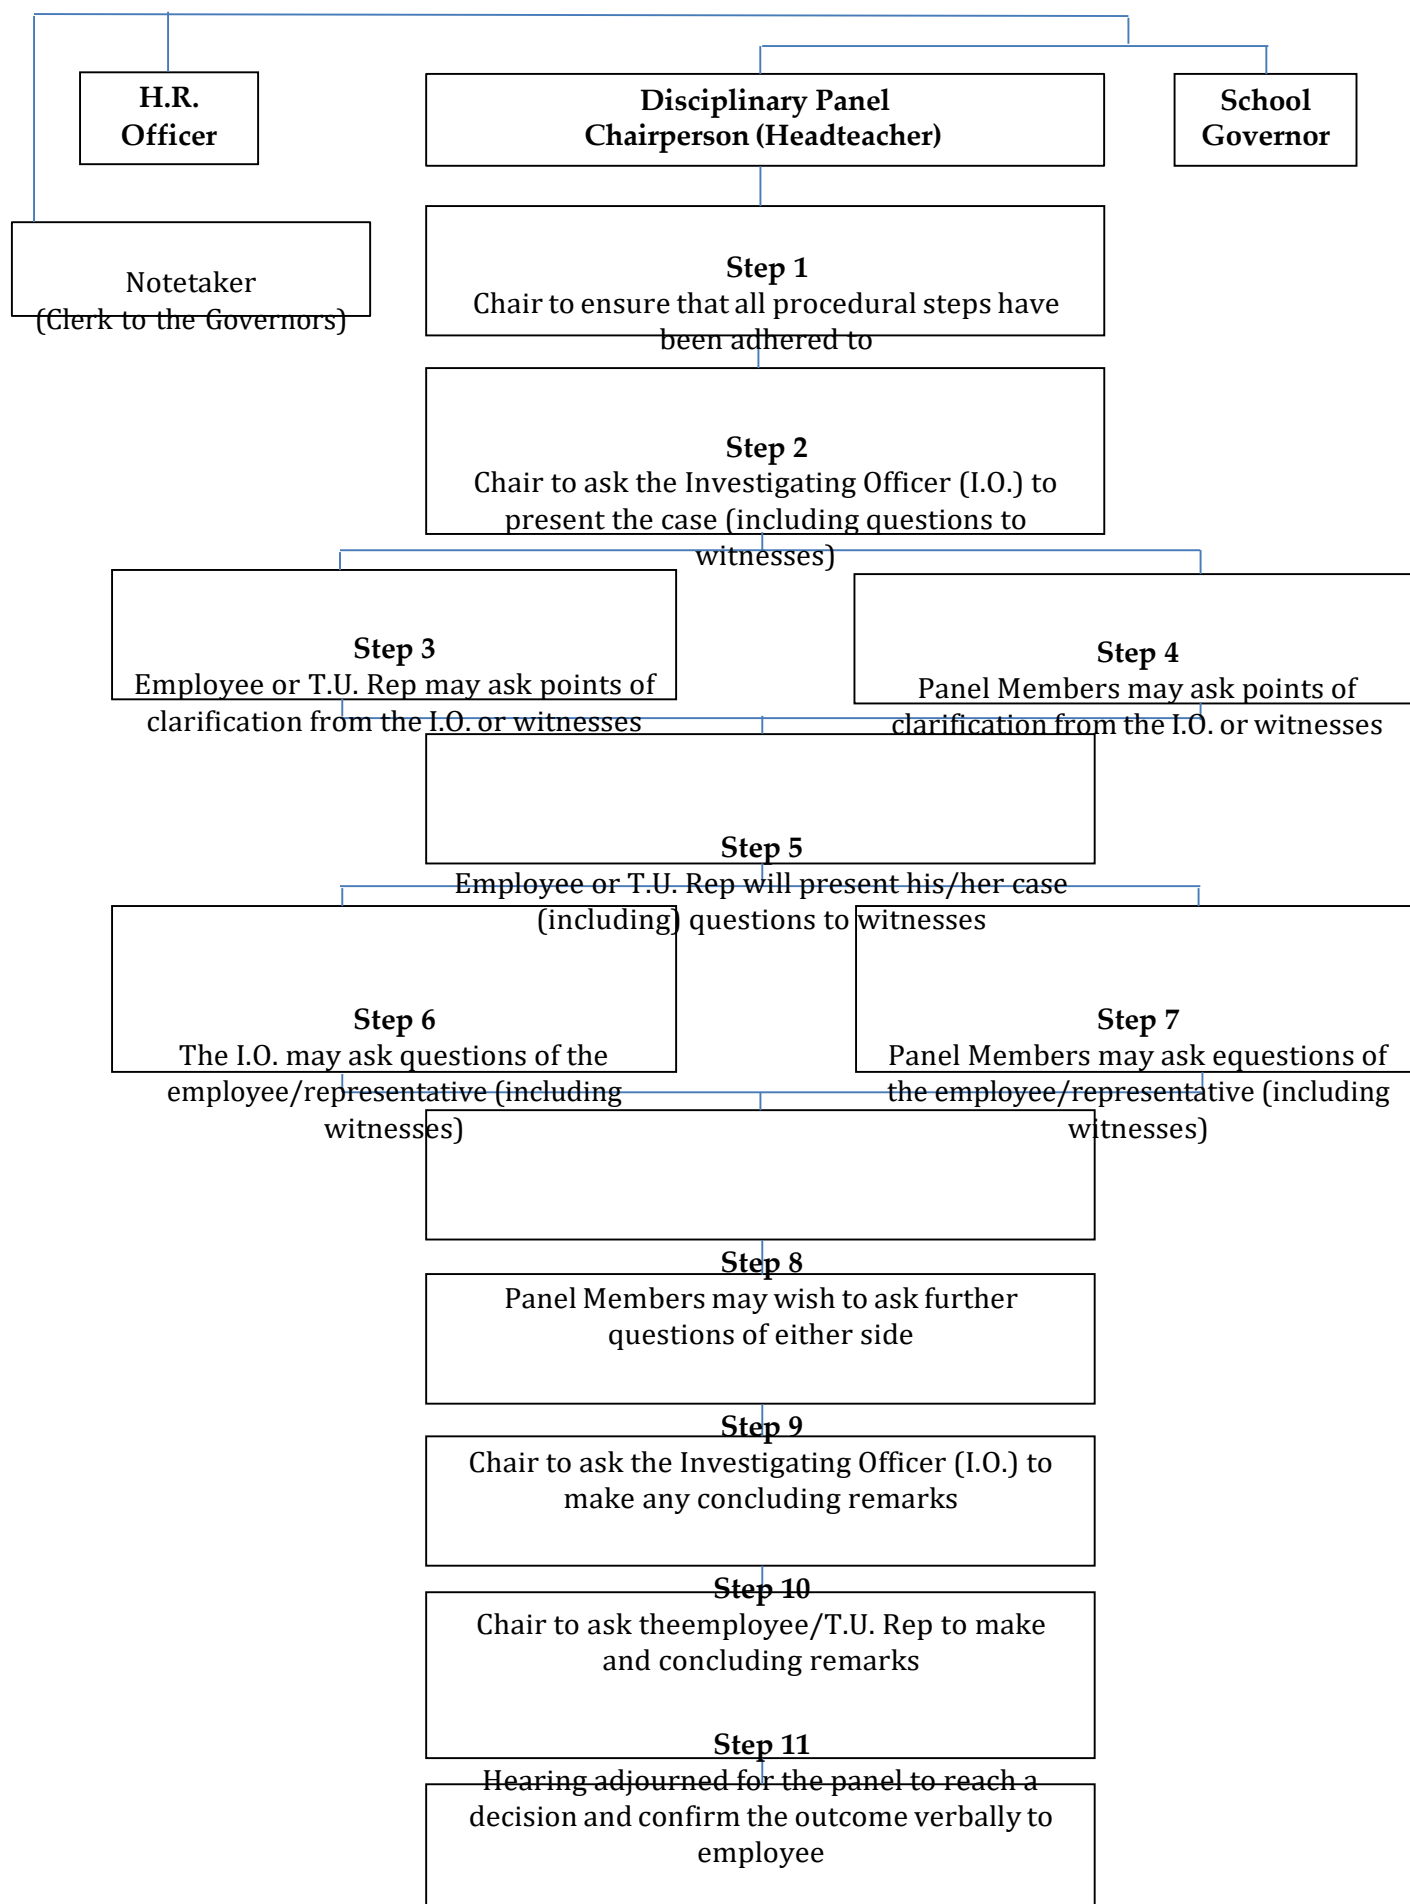 H.R.
Officer
Disciplinary Panel
Chairperson (Headteacher)
School
Governor
Notetaker
(Clerk to the Governors)
Step 1
Chair to ensure that all procedural steps have
been adhered to
Step 2
Chair to ask the Investigating Officer (I.O.) to
present the case (including questions to
witnesses)
Step 3
Employee or T.U. Rep may ask points of
clarification from the I.O. or witnesses
Step 4
Panel Members may ask points of
clarification from the I.O. or witnesses
Step 5
Employee or T.U. Rep will present his/her case
(including) questions to witnesses
Step 6
The I.O. may ask questions of the
employee/representative (including
witnesses)
Step 7
Panel Members may ask equestions of
the employee/representative (including
witnesses)
Step 8
Panel Members may wish to ask further
questions of either side
Step 9
Chair to ask the Investigating Officer (I.O.) to
make any concluding remarks
Step 10
Chair to ask theemployee/T.U. Rep to make
and concluding remarks
Step 11
Hearing adjourned for the panel to reach a
decision and confirm the outcome verbally to
employee